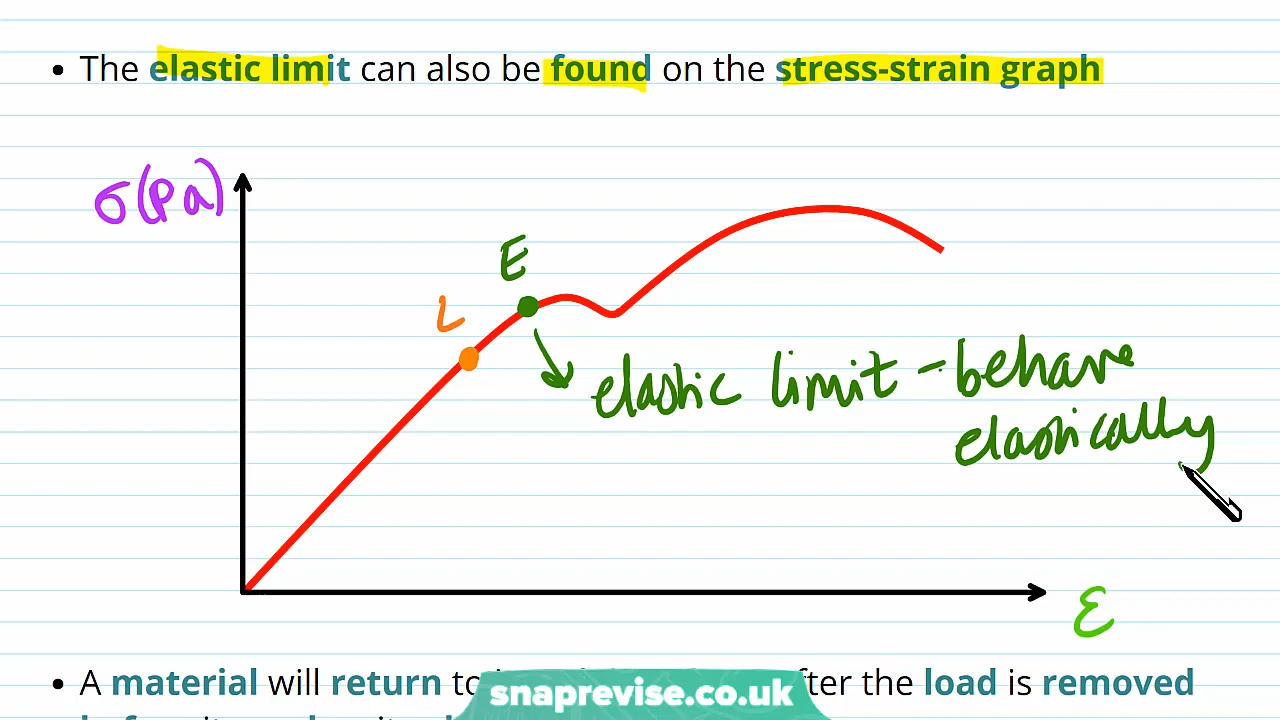 • The elastic limit can also be found on the stress-strain graph
σ(Pa)
E
L
elastic limit - behave
elastically
ε
• A material will return to after the load is removed
snaprevise.co.uk